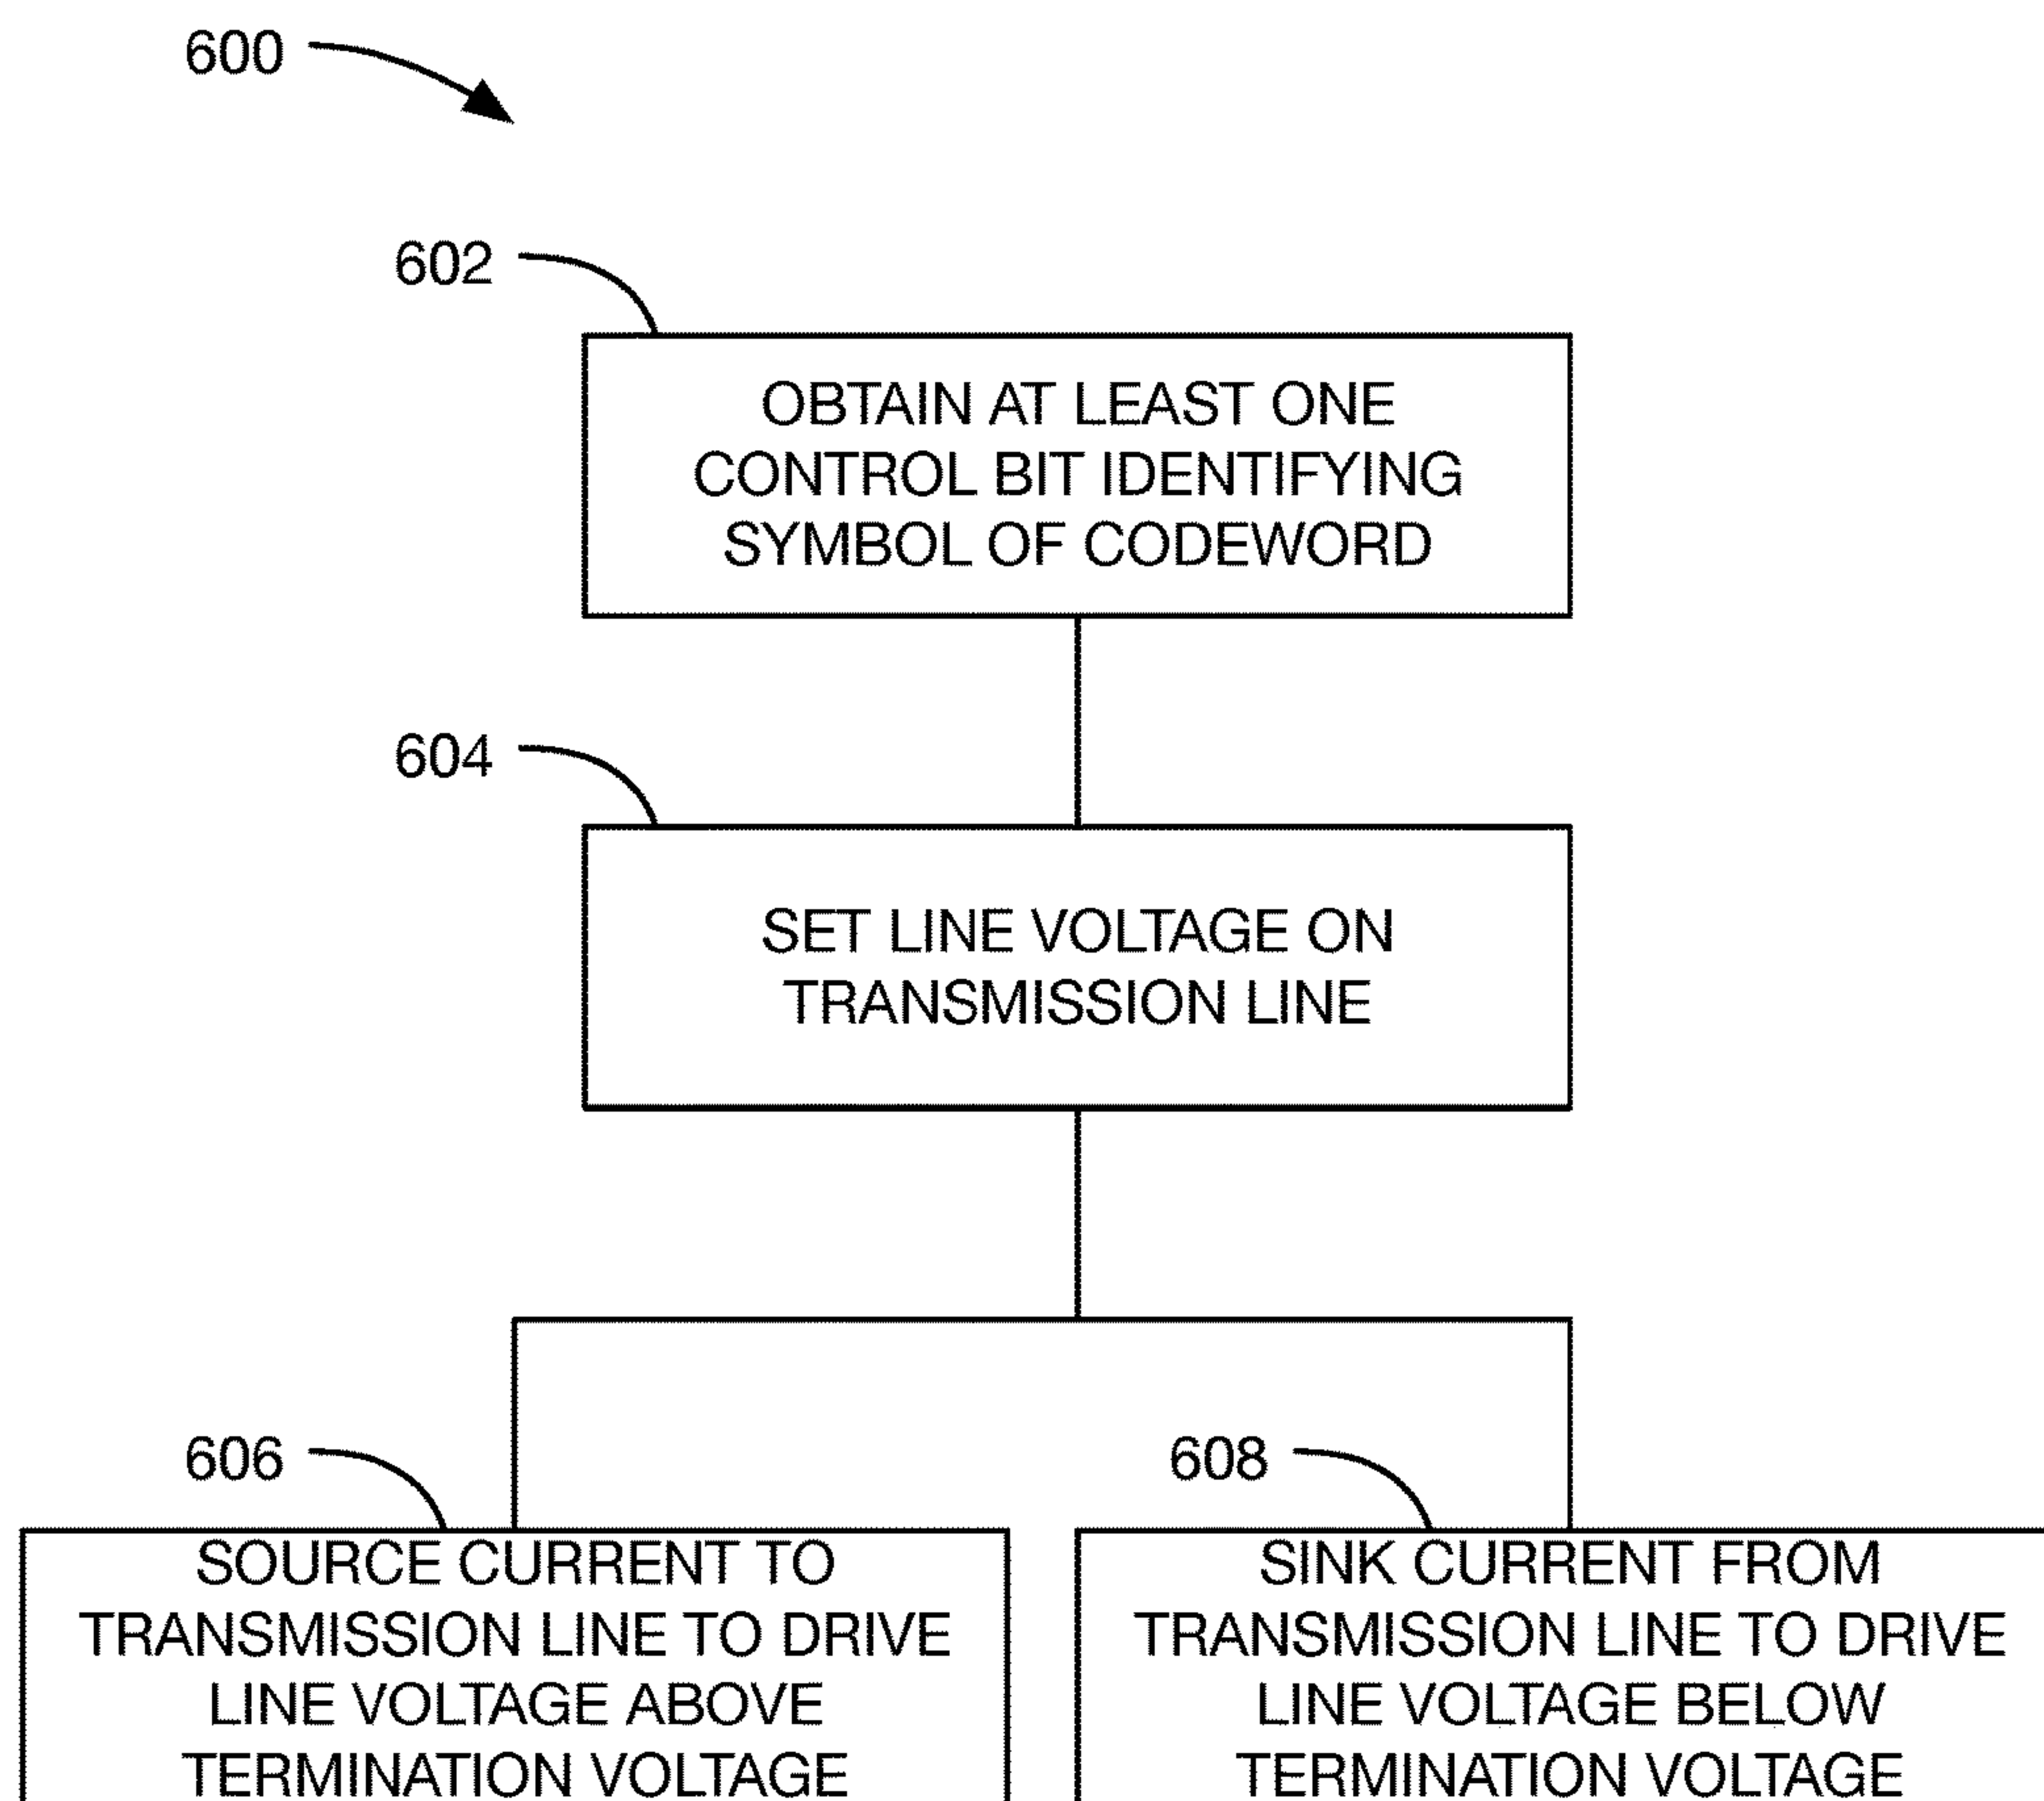 600
602
OBTAIN AT LEAST ONE
CONTROL BIT IDENTIFYING
SYMBOL OF CODEWORD
604
SET LINE VOLTAGE ON
TRANSMISSION LINE
606
SOURCE CURRENT TO
TRANSMISSION LINE TO DRIVE
LINE VOLTAGE ABOVE
TERMINATION VOLTAGE
608
SINK CURRENT FROM
TRANSMISSION LINE TO DRIVE
LINE VOLTAGE BELOW
TERMINATION VOLTAGE